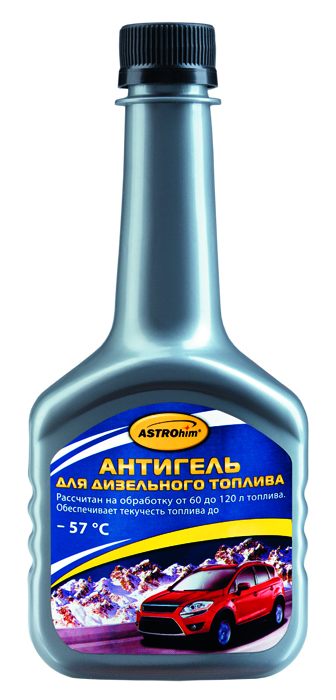 ASTROhim®
АНТИГЕЛЬ
ДЛЯ ДИЗЕЛЬНОГО ТОПЛИВА
Рассчитан на обработку от 60 до 120 л топлива.
Обеспечивает текучесть топлива до
– 57 °C